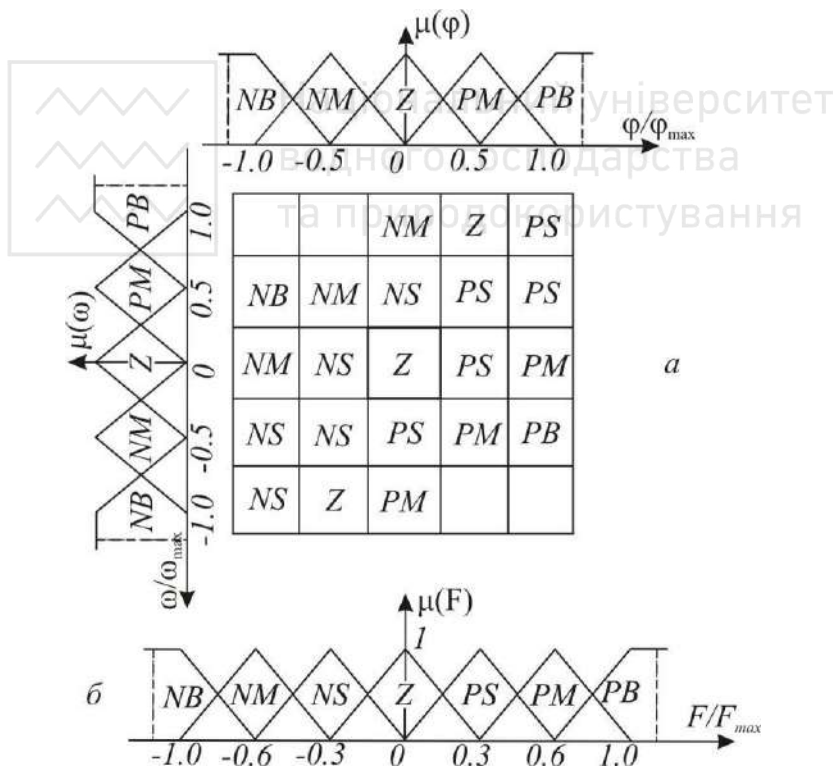 μ(φ)
NB NM Z PM PB
φ/φmax
-1.0 -0.5 0 0.5 1.0
Національний університет
водного господарства
та природокористування
μ(ω)
PB
PM
Z
NM
NB
1.0
0.5
0
-0.5
-1.0
ω/ωmax
NM Z PS
NB NM NS PS PS
NM NS Z PS PM
NS NS PS PM PB
NS Z PM
а
μ(F)
1
б
NB NM NS Z PS PM PB
F/Fmax
-1.0 -0.6 -0.3 0 0.3 0.6 1.0